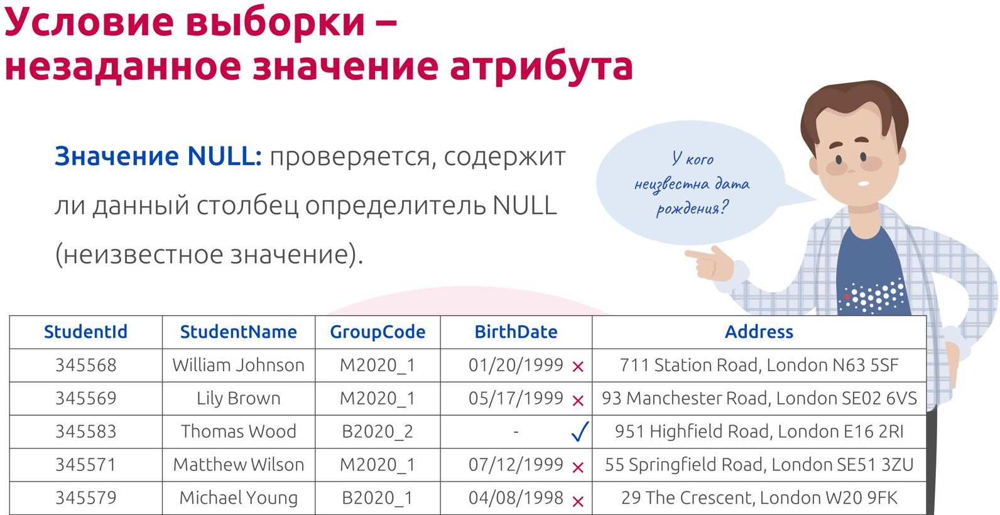 Условие выборки –
незаданное значение атрибута
Значение NULL: проверяется, содержит
ли данный столбец определитель NULL
(неизвестное значение).
У кого
неизвестна дата
рождения?
StudentId StudentName GroupCode BirthDate Address
345568 William Johnson M2020_1 01/20/1999 × 711 Station Road, London N63 5SF
345569 Lily Brown M2020_1 05/17/1999 × 93 Manchester Road, London SE02 6VS
345583 Thomas Wood B2020_2 - ✓ 951 Highfield Road, London E16 2RI
345571 Matthew Wilson M2020_1 07/12/1999 × 55 Springfield Road, London SE51 3ZU
345579 Michael Young B2020_1 04/08/1998 × 29 The Crescent, London W20 9FK